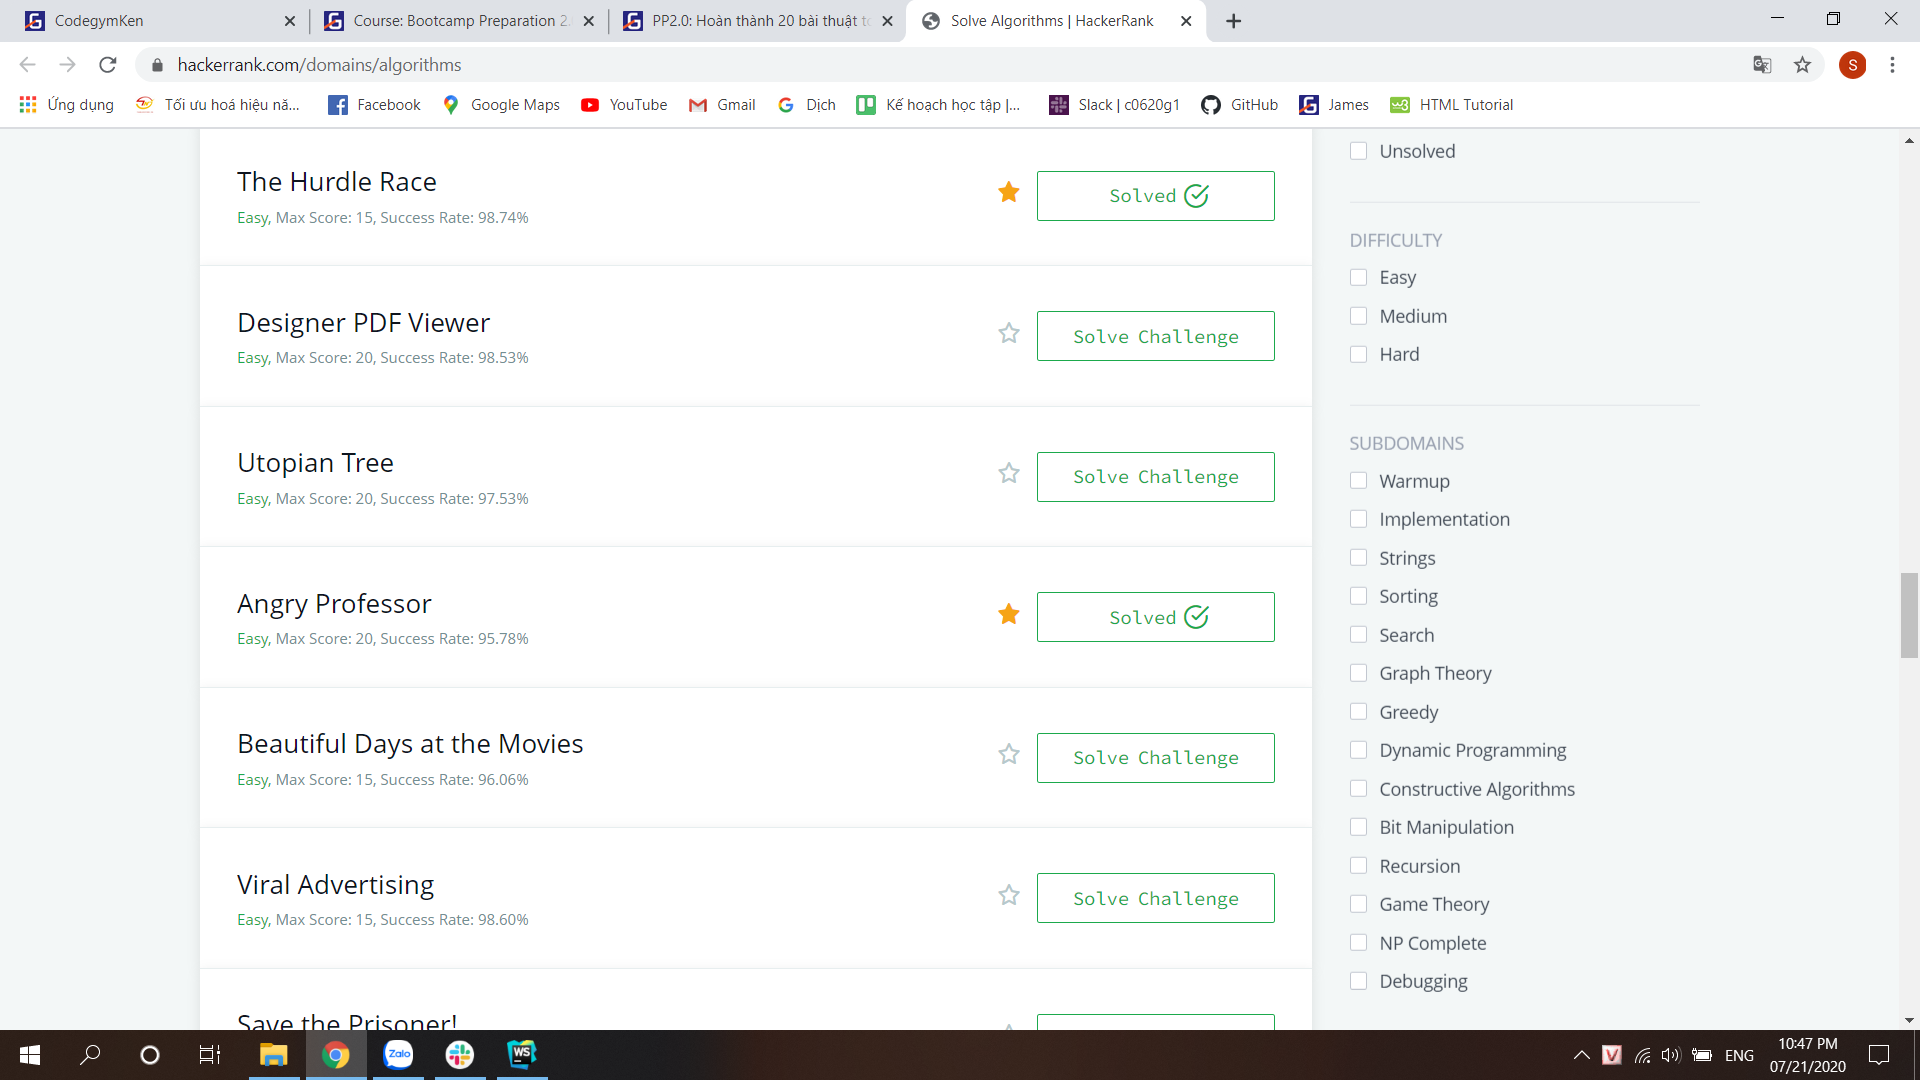 CodegymKen
Course: Bootcamp Preparation 2.
PP2.0: Hoàn thành 20 bài thuật to
Solve Algorithms | HackerRank
hackerrank.com/domains/algorithms
S
Ứng dụng
Tối ưu hoá hiệu nă...
Facebook
Google Maps
YouTube
Gmail
Dịch
Kế hoạch học tập |...
Slack | c0620g1
GitHub
James
HTML Tutorial
The Hurdle Race
Easy, Max Score: 15, Success Rate: 98.74%
Solved
Designer PDF Viewer
Easy, Max Score: 20, Success Rate: 98.53%
Solve Challenge
Utopian Tree
Easy, Max Score: 20, Success Rate: 97.53%
Solve Challenge
Angry Professor
Easy, Max Score: 20, Success Rate: 95.78%
Solved
Beautiful Days at the Movies
Easy, Max Score: 15, Success Rate: 96.06%
Solve Challenge
Viral Advertising
Easy, Max Score: 15, Success Rate: 98.60%
Solve Challenge
Save the Prisoner!
Unsolved
DIFFICULTY
Easy
Medium
Hard
SUBDOMAINS
Warmup
Implementation
Strings
Sorting
Search
Graph Theory
Greedy
Dynamic Programming
Constructive Algorithms
Bit Manipulation
Recursion
Game Theory
NP Complete
Debugging
Zalo
WS
V
ENG
10:47 PM
07/21/2020